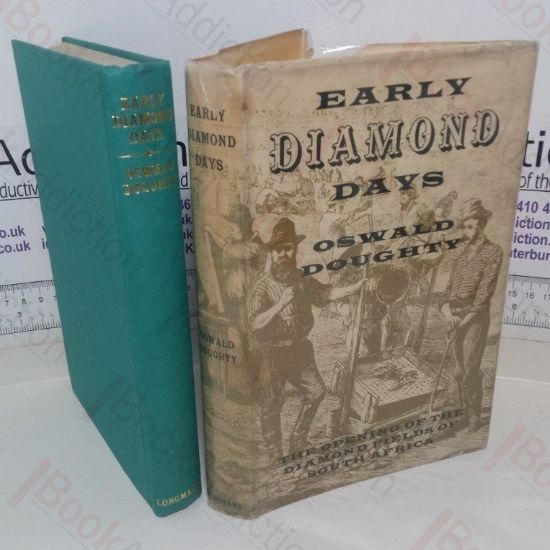 EARLY
DIAMOND
DAYS
OSWALD
DOUGHTY
LONGMANS
EARLY
DIAMOND
DAYS
OSWALD
DOUGHTY
LONGMANS
EARLY
DIAMOND
DAYS
OSWALD
DOUGHTY
THE OPENING OF THE
DIAMOND FIELDS OF
SOUTH AFRICA
BookAddiction